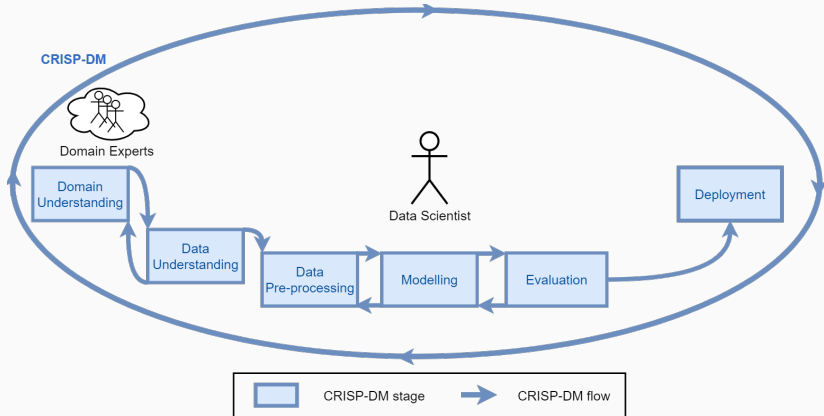 CRISP-DM
Domain Experts
Domain
Understanding
Data Scientist
Deployment
Data
Understanding
Data
Pre-processing
Modelling
Evaluation
CRISP-DM stage
CRISP-DM flow